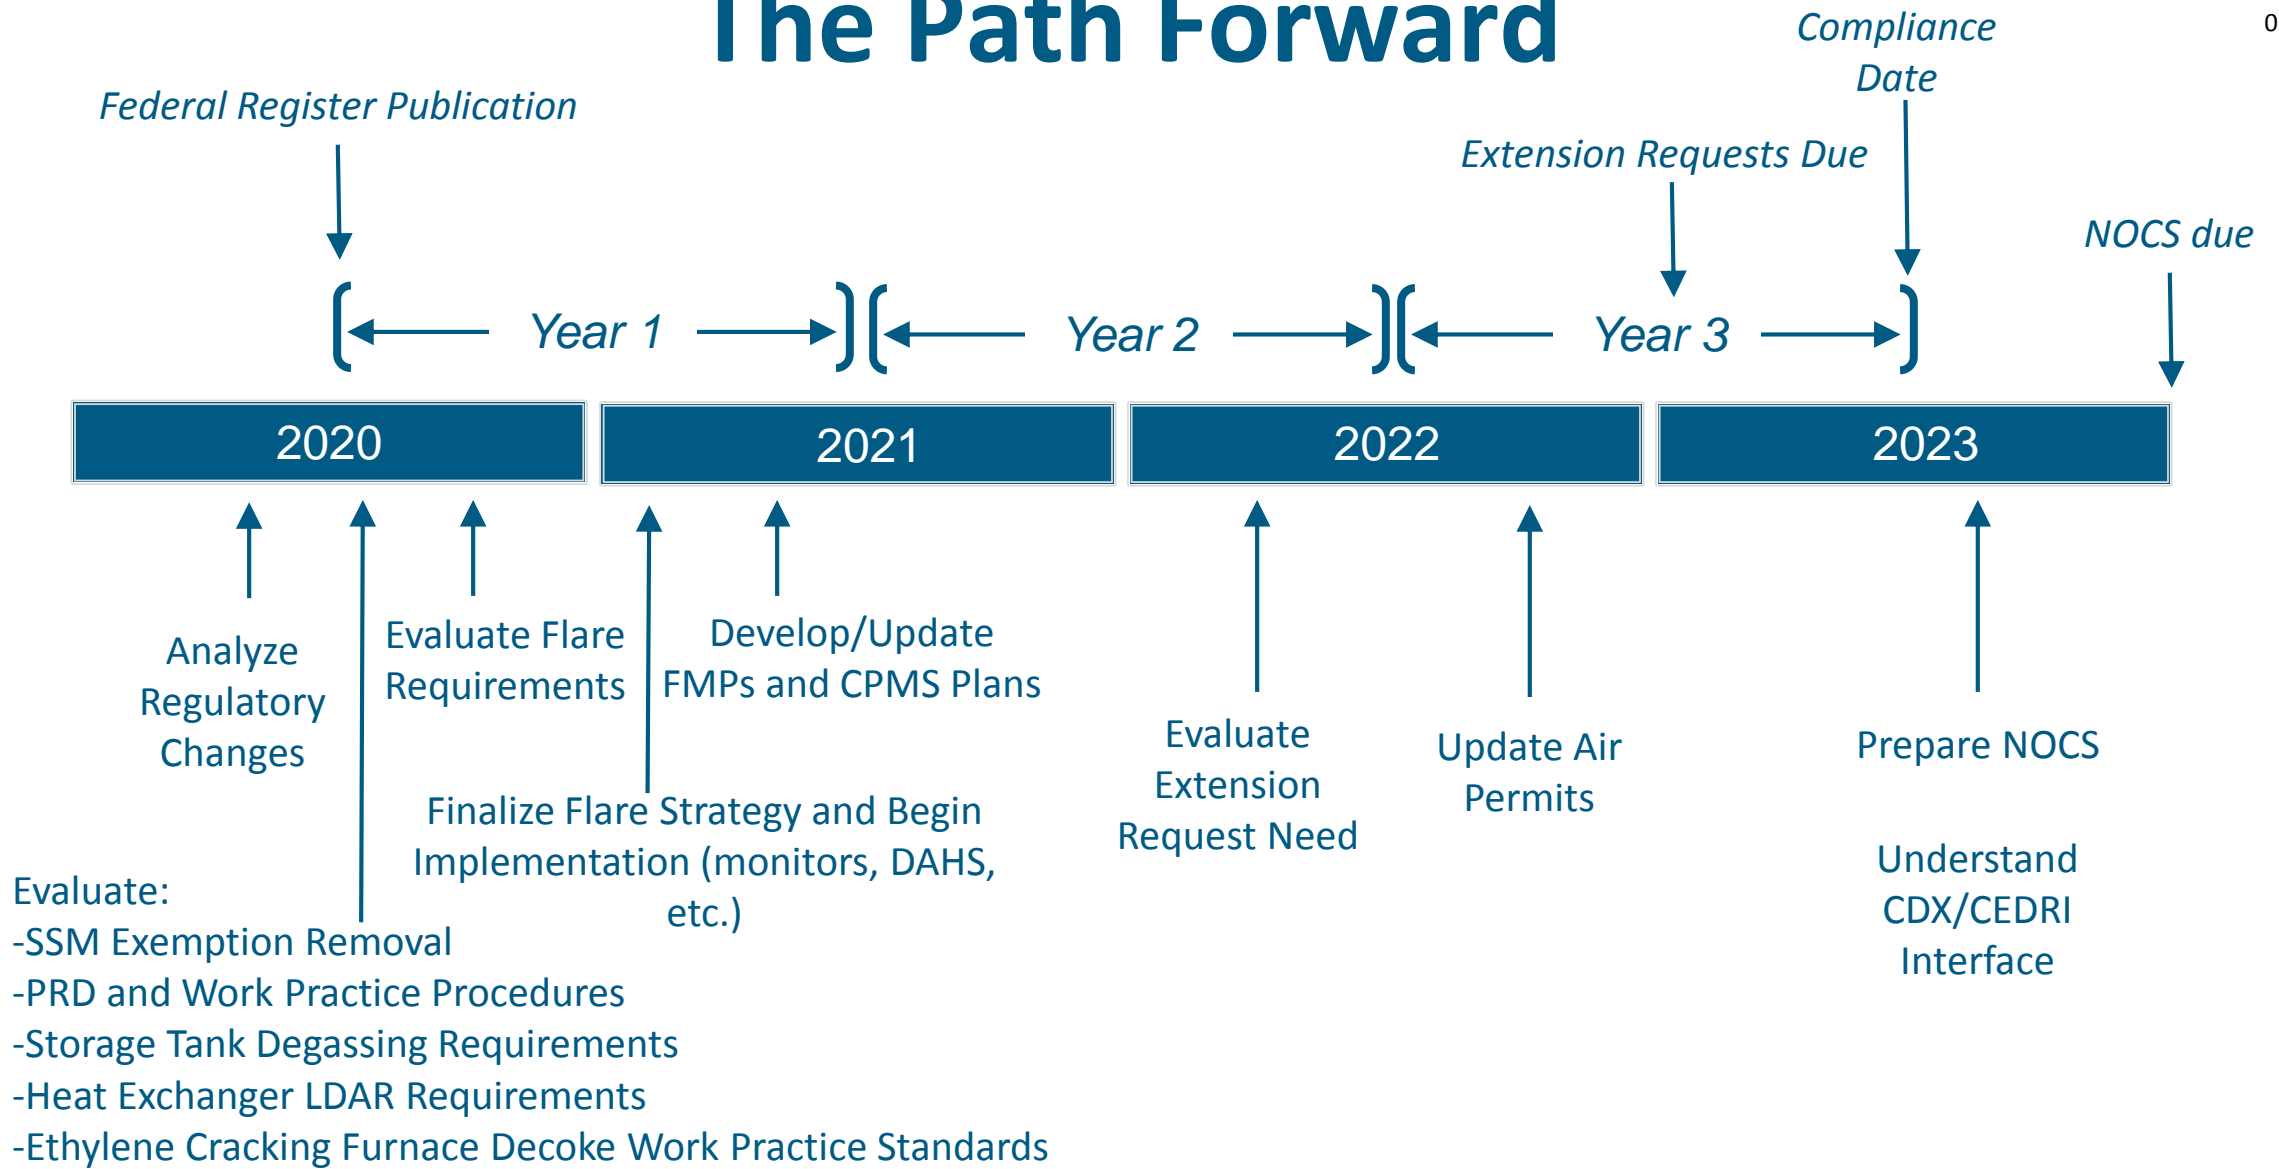 The Path Forward
0
Compliance
Date
Federal Register Publication
Extension Requests Due
NOCS due
Year 1
Year 2
Year 3
2020
2021
2022
2023
Analyze
Regulatory
Changes
Evaluate Flare
Requirements
Develop/Update
FMPs and CPMS Plans
Finalize Flare Strategy and Begin
Implementation (monitors, DAHS,
etc.)
Evaluate
Extension
Request Need
Update Air
Permits
Prepare NOCS
Understand
CDX/CEDRI
Interface
Evaluate:
-SSM Exemption Removal
-PRD and Work Practice Procedures
-Storage Tank Degassing Requirements
-Heat Exchanger LDAR Requirements
-Ethylene Cracking Furnace Decoke Work Practice Standards